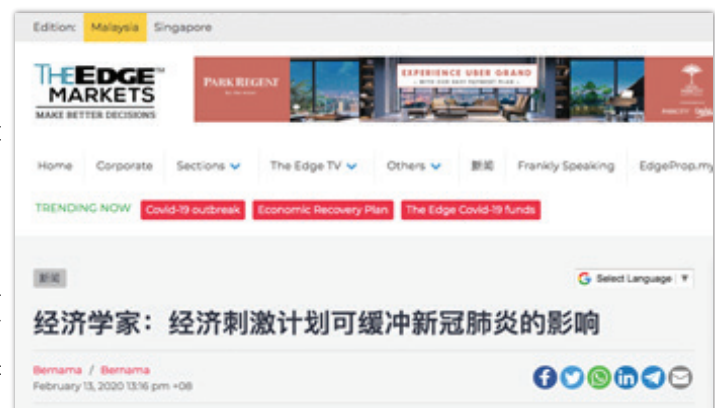 Edition: Malaysia Singapore
THE EDGE™
MARKETS
MAKE BETTER DECISIONS
PARK REGENT
EXPERIENCE UBER GRAND
Home Corporate Sections The Edge TV Others 新闻 Frankly Speaking EdgeProp.my
TRENDING NOW Covid-19 outbreak Economic Recovery Plan The Edge Covid-19 funds
新闻
G Select Language ▼
经济学家：经济刺激计划可缓冲新冠肺炎的影响
Bernama / Bernama
February 13, 2020 13:16 pm +08